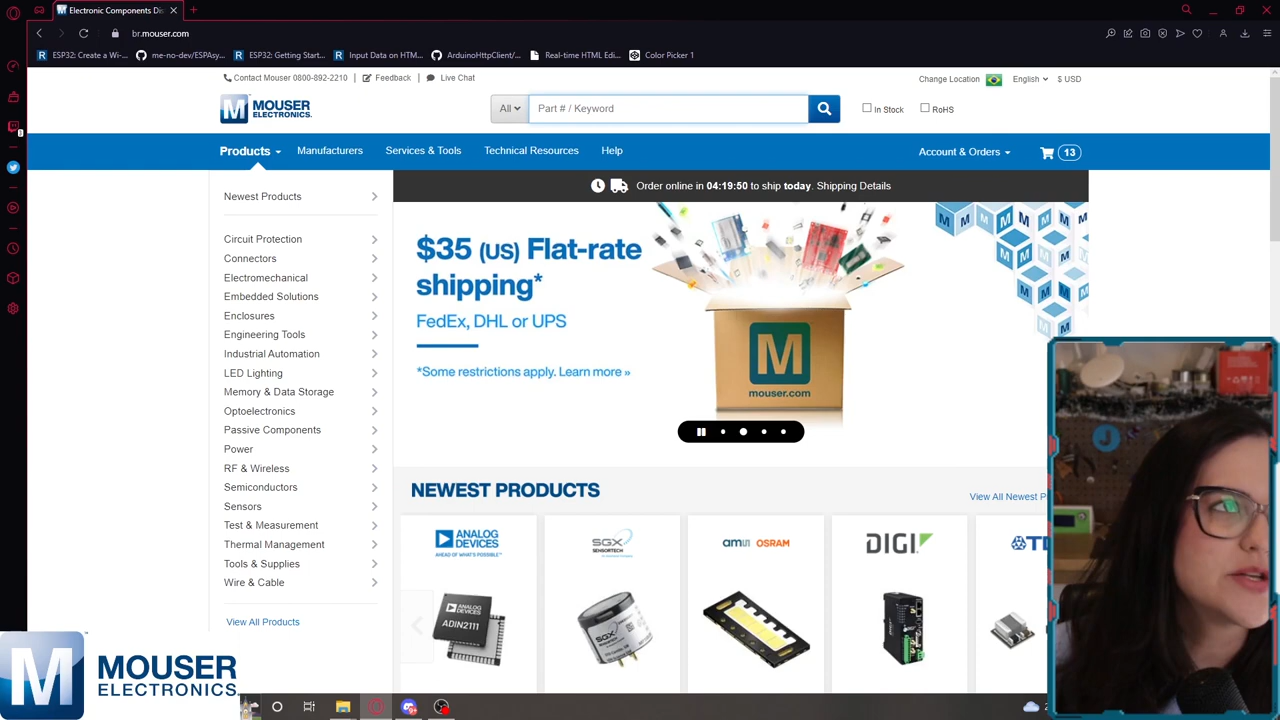 Electronic Components Di
br.mouser.com
ESP32: Create a Wi-...
me-no-dev/ESPAsy...
ESP32: Getting Start...
Input Data on HTM...
ArduinoHttpClient/...
Real-time HTML Edi...
Color Picker 1
Contact Mouser 0800-892-2210 | Feedback | Live Chat
Change Location English $ USD
M MOUSER ELECTRONICS.
All Part # / Keyword
In Stock RoHS
Products Manufacturers Services & Tools Technical Resources Help Account & Orders 13
Order online in 04:19:50 to ship today. Shipping Details
Newest Products
Circuit Protection
Connectors
Electromechanical
Embedded Solutions
Enclosures
Engineering Tools
Industrial Automation
LED Lighting
Memory & Data Storage
Optoelectronics
Passive Components
Power
RF & Wireless
Semiconductors
Sensors
Test & Measurement
Thermal Management
Tools & Supplies
Wire & Cable
View All Products
$35 (US) Flat-rate
shipping*
FedEx, DHL or UPS
*Some restrictions apply. Learn more »
M
mouser.com
NEWEST PRODUCTS
View All Newest P
ANALOG
DEVICES
AHEAD OF WHAT'S POSSIBLE™
SGX
SENSORTECH
amu OSRAM
DIGI
TD
ANALOG
DEVICES
ADIN2111
SGX
M MOUSER
ELECTRONICS